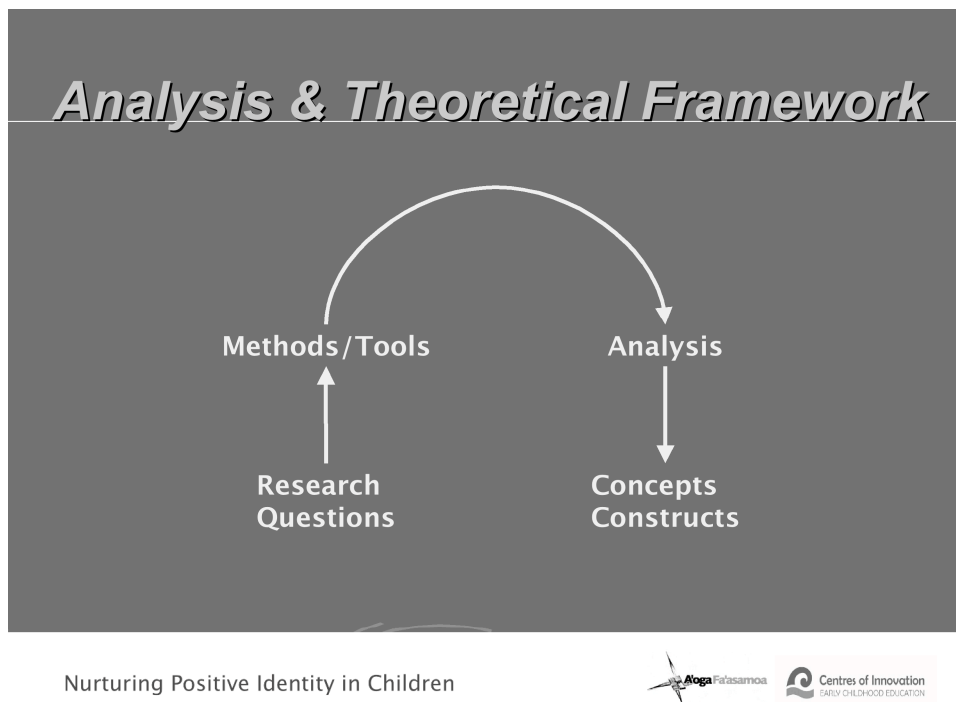 Analysis & Theoretical Framework
Methods/Tools
Analysis
Research
Questions
Concepts
Constructs
Nurturing Positive Identity in Children
A'oga Fa'asamoa
Centres of Innovation
EARLY CHILDHOOD EDUCATION